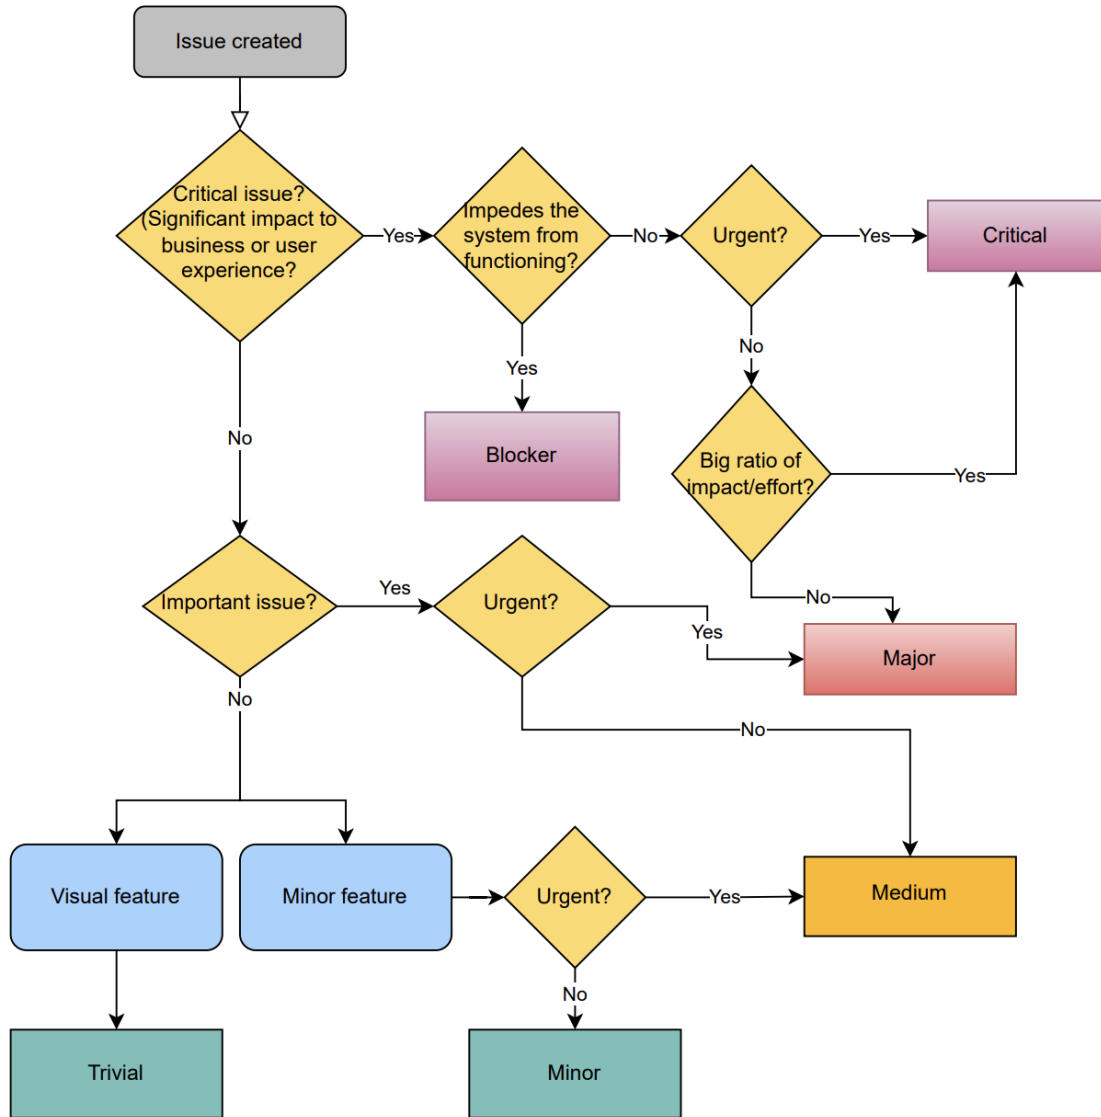 Issue created
Critical issue?
(Significant impact to
business or user
experience?
Yes
Impedes the
system from
functioning?
No
Urgent?
Yes
Critical
No
Yes
Blocker
No
Big ratio of
impact/effort?
Yes
Important issue?
Yes
Urgent?
Yes
No
Major
No
No
Visual feature
Minor feature
Urgent?
Yes
Medium
No
Trivial
Minor